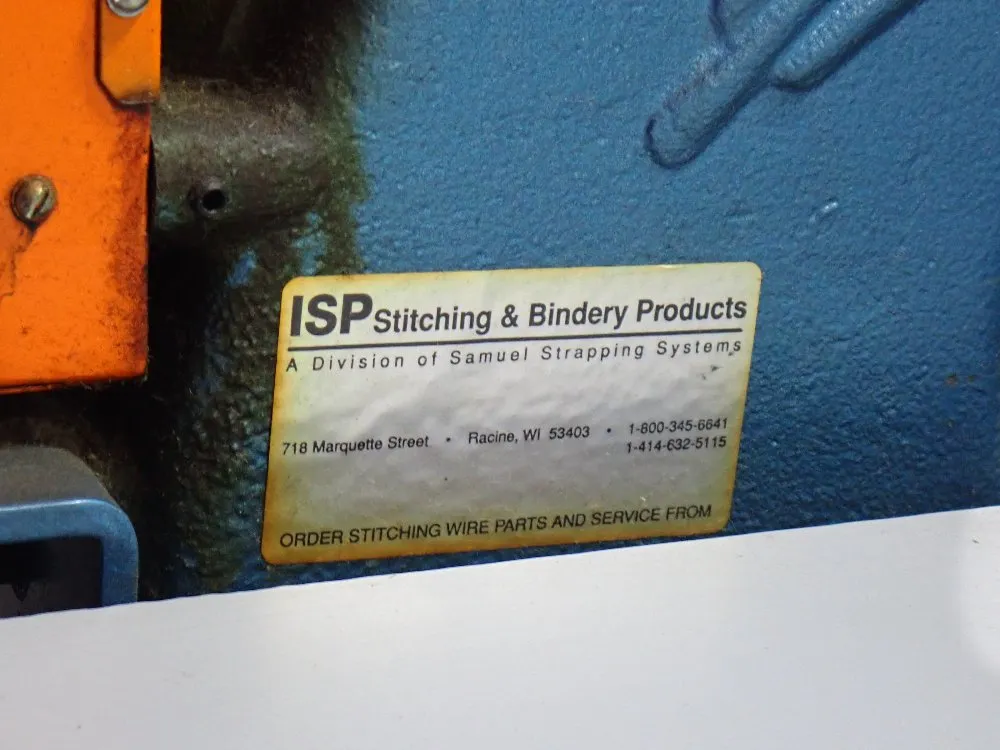 ISP Stitching & Bindery Products
A Division of Samuel Strapping Systems
718 Marquette Street • Racine, WI 53403 • 1-800-345-6641
1-414-632-5115
ORDER STITCHING WIRE PARTS AND SERVICE FROM